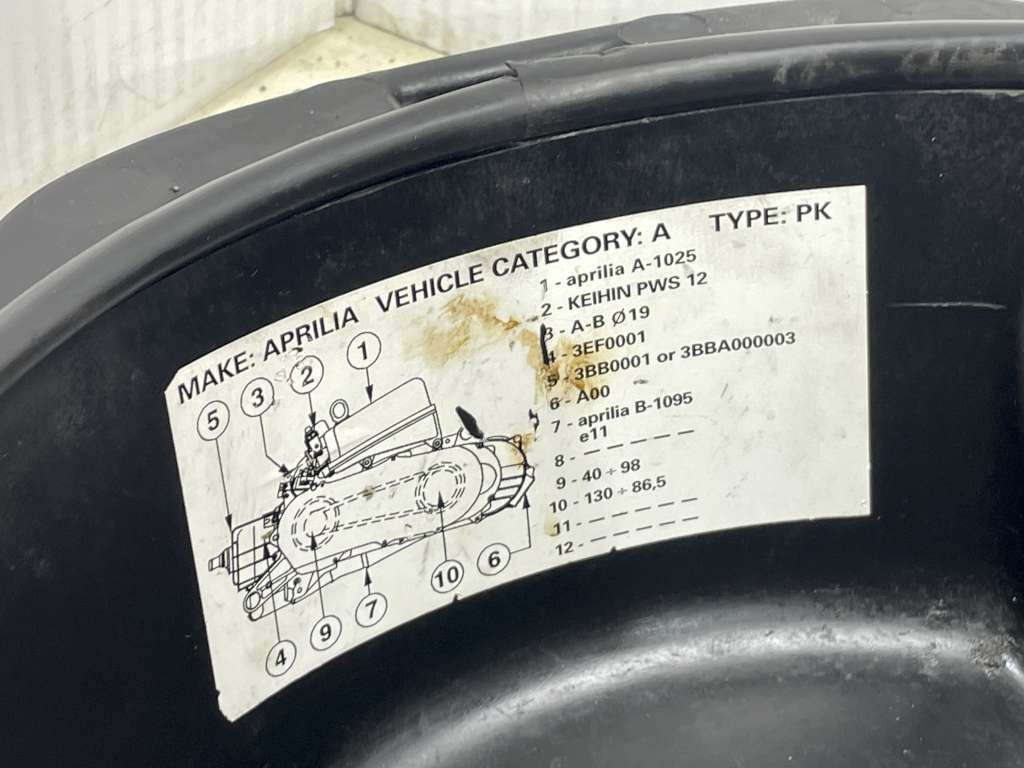 MAKE: APRILIA VEHICLE CATEGORY: A TYPE: PK
1 - aprilia A-1025
2 - KEIHIN PWS 12
3 - A-B Ø19
4 - 3EF0001
5 - 3BB0001 or 3BBA000003
6 - A00
7 - aprilia B-1095
e11
8 - — — — — —
9 - 40 ÷ 98
10 - 130 ÷ 86,5
11 - — — — — —
12 - — — — — —
1
2
3
5
10
6
7
9
4